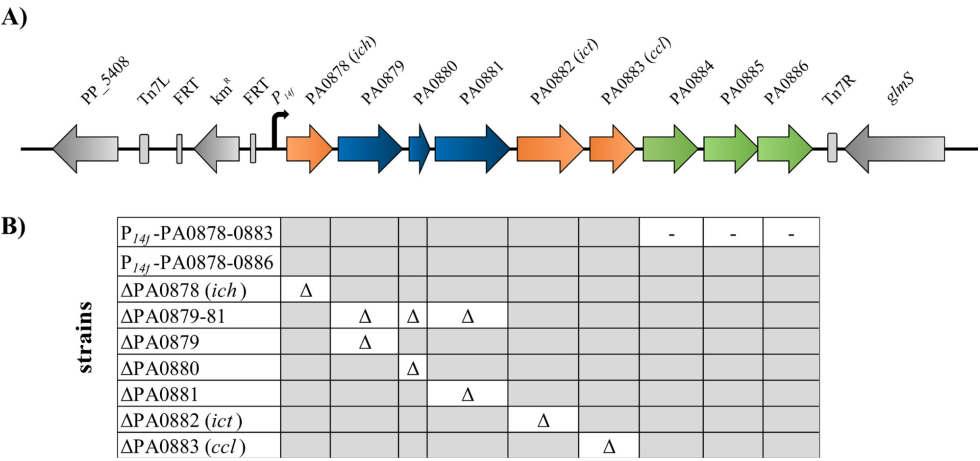 A)
PP_5408
Tn7L
FRT
kmᴿ
FRT
P₁₄f
PA0878 (ich)
PA0879
PA0880
PA0881
PA0882 (ict)
PA0883 (ccl)
PA0884
PA0885
PA0886
Tn7R
glmS
B)
strains
P₁₄f-PA0878-0883 - - -
P₁₄f-PA0878-0886
ΔPA0878 (ich) Δ
ΔPA0879-81 Δ Δ Δ
ΔPA0879 Δ
ΔPA0880 Δ
ΔPA0881 Δ
ΔPA0882 (ict) Δ
ΔPA0883 (ccl) Δ